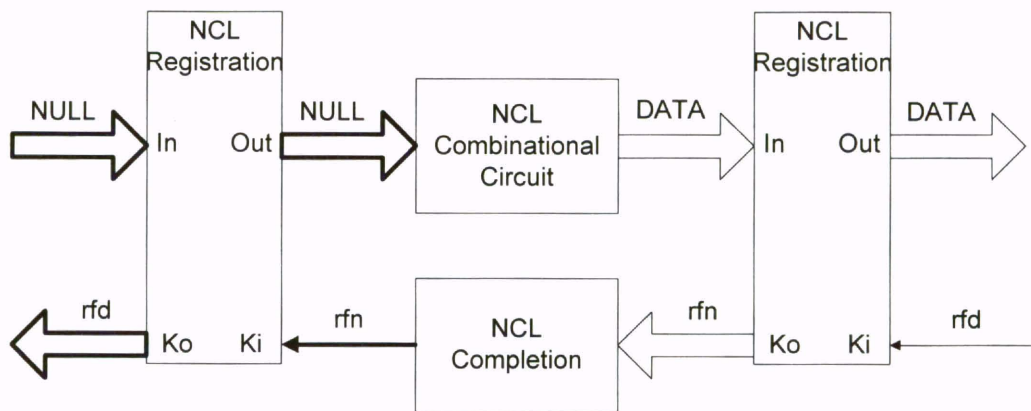 NCL
Registration
NCL
Registration
NULL
NULL
NCL
Combinational
Circuit
DATA
DATA
In
Out
In
Out
rfd
rfn
NCL
Completion
rfn
rfd
Ko
Ki
Ko
Ki